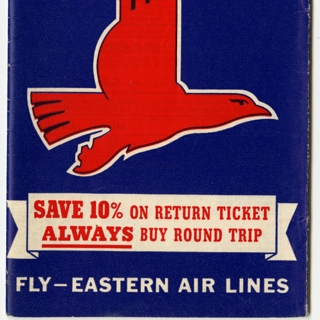 SAVE 10% ON RETURN TICKET
ALWAYS BUY ROUND TRIP
FLY—EASTERN AIR LINES